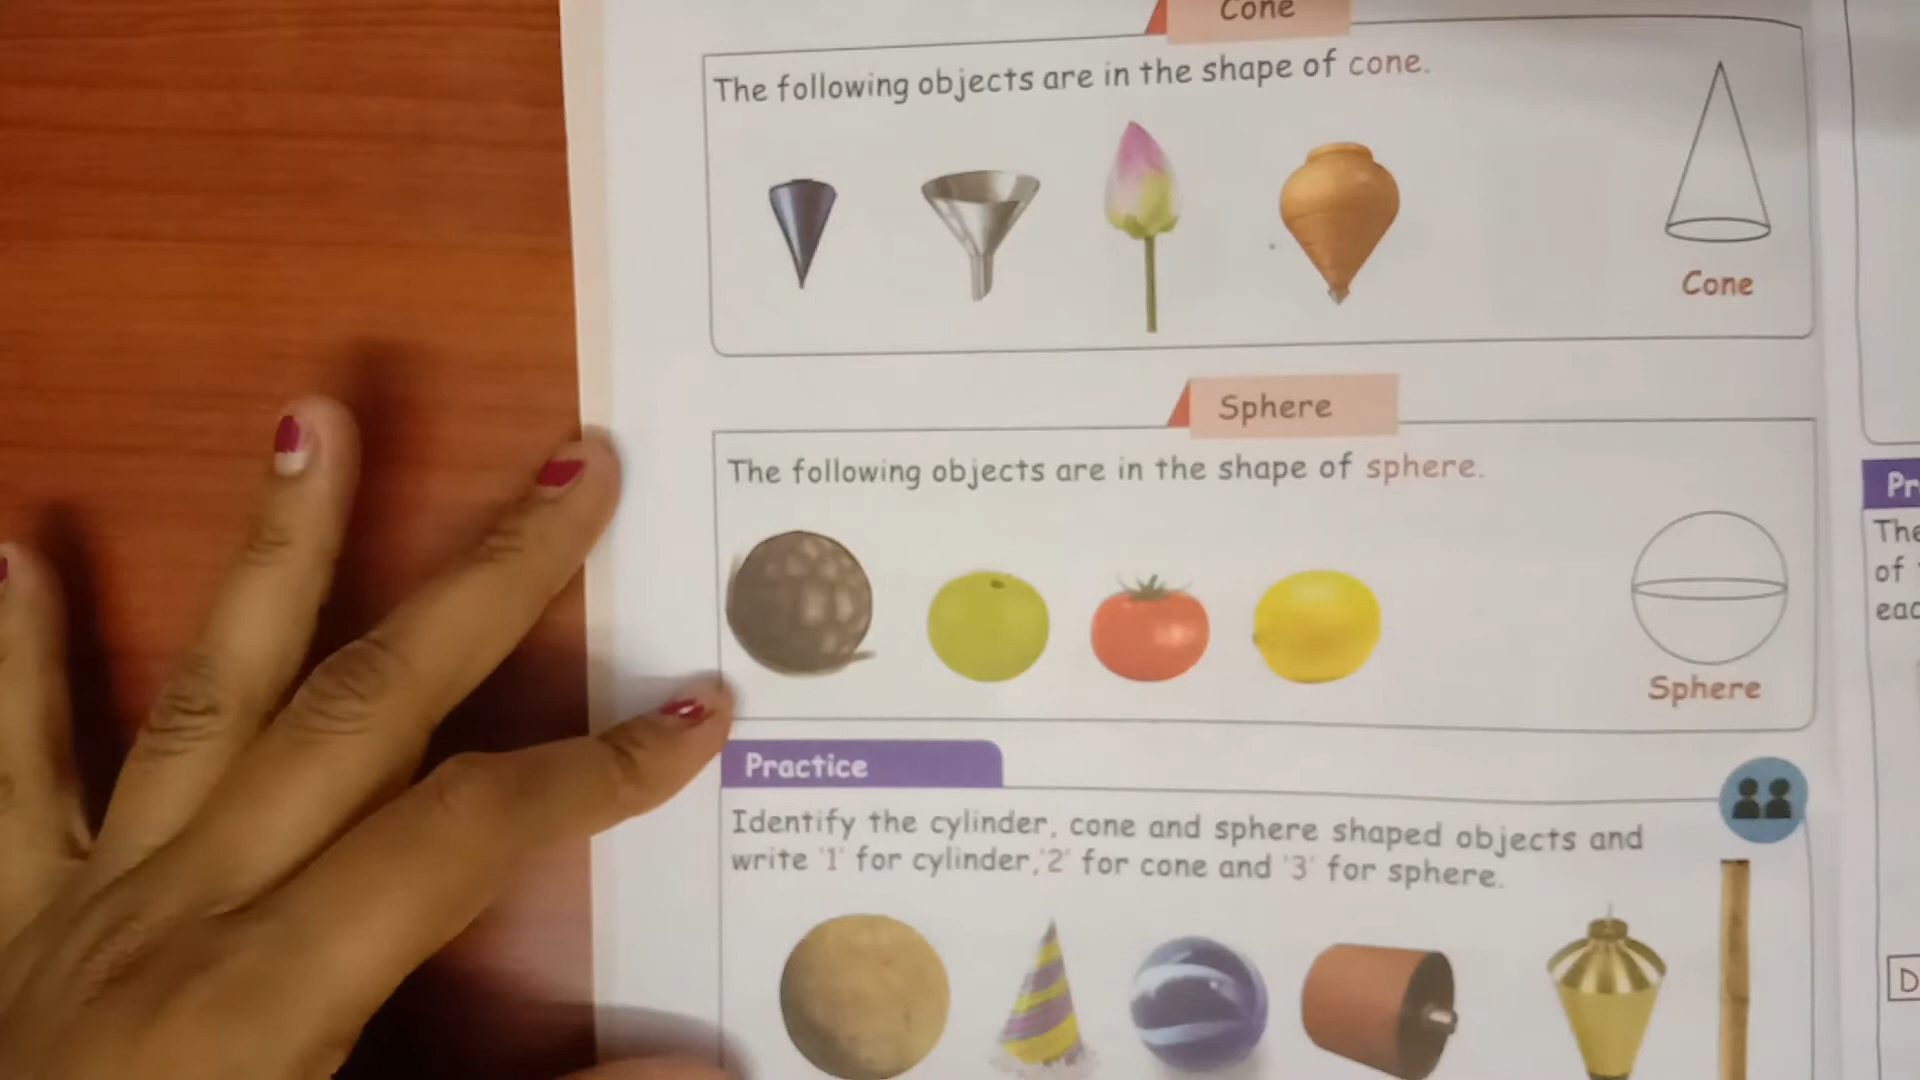 Cone
The following objects are in the shape of cone.
Cone
Sphere
The following objects are in the shape of sphere.
Sphere
Practice
Identify the cylinder, cone and sphere shaped objects and
write '1' for cylinder,'2' for cone and '3' for sphere.
Pr
The
of
eac
D